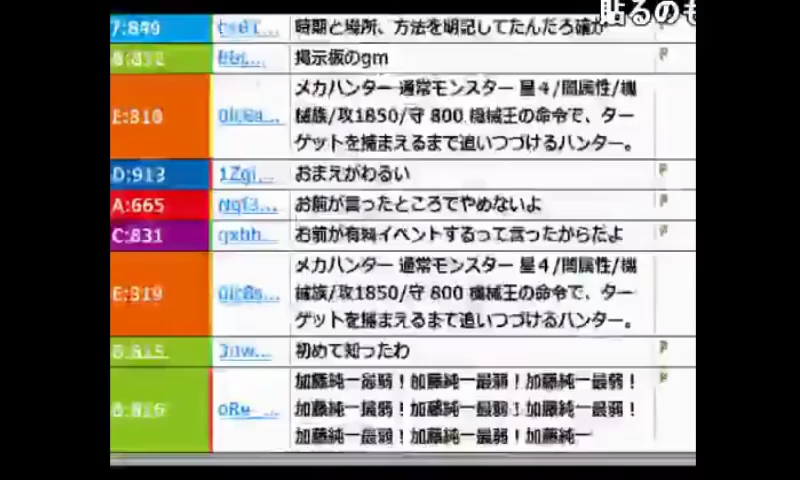 貼るのも
7:849 時期と場所、方法を明記してたんだろ確か
掲示板のgm
E:318 メカハンター 通常モンスター 星４/闇属性/機
械族/攻1850/守 800 機械王の命令で、ター
ゲットを捕まえるまで追いつづけるハンター。
D:913 1Zgi... おまえがわるい
A:665 お前が言ったところでやめないよ
C:831 qxbh... お前が有料イベントするって言ったからだよ
E:319 メカハンター 通常モンスター 星４/闇属性/機
械族/攻1850/守 800 機械王の命令で、ター
ゲットを捕まえるまで追いつづけるハンター。
B:815 初めて知ったわ
B:816 oRe-... 加藤純一最弱！加藤純一最弱！加藤純一最弱！
加藤純一最弱！加藤純一最弱！加藤純一最弱！
加藤純一最弱！加藤純一最弱！加藤純一